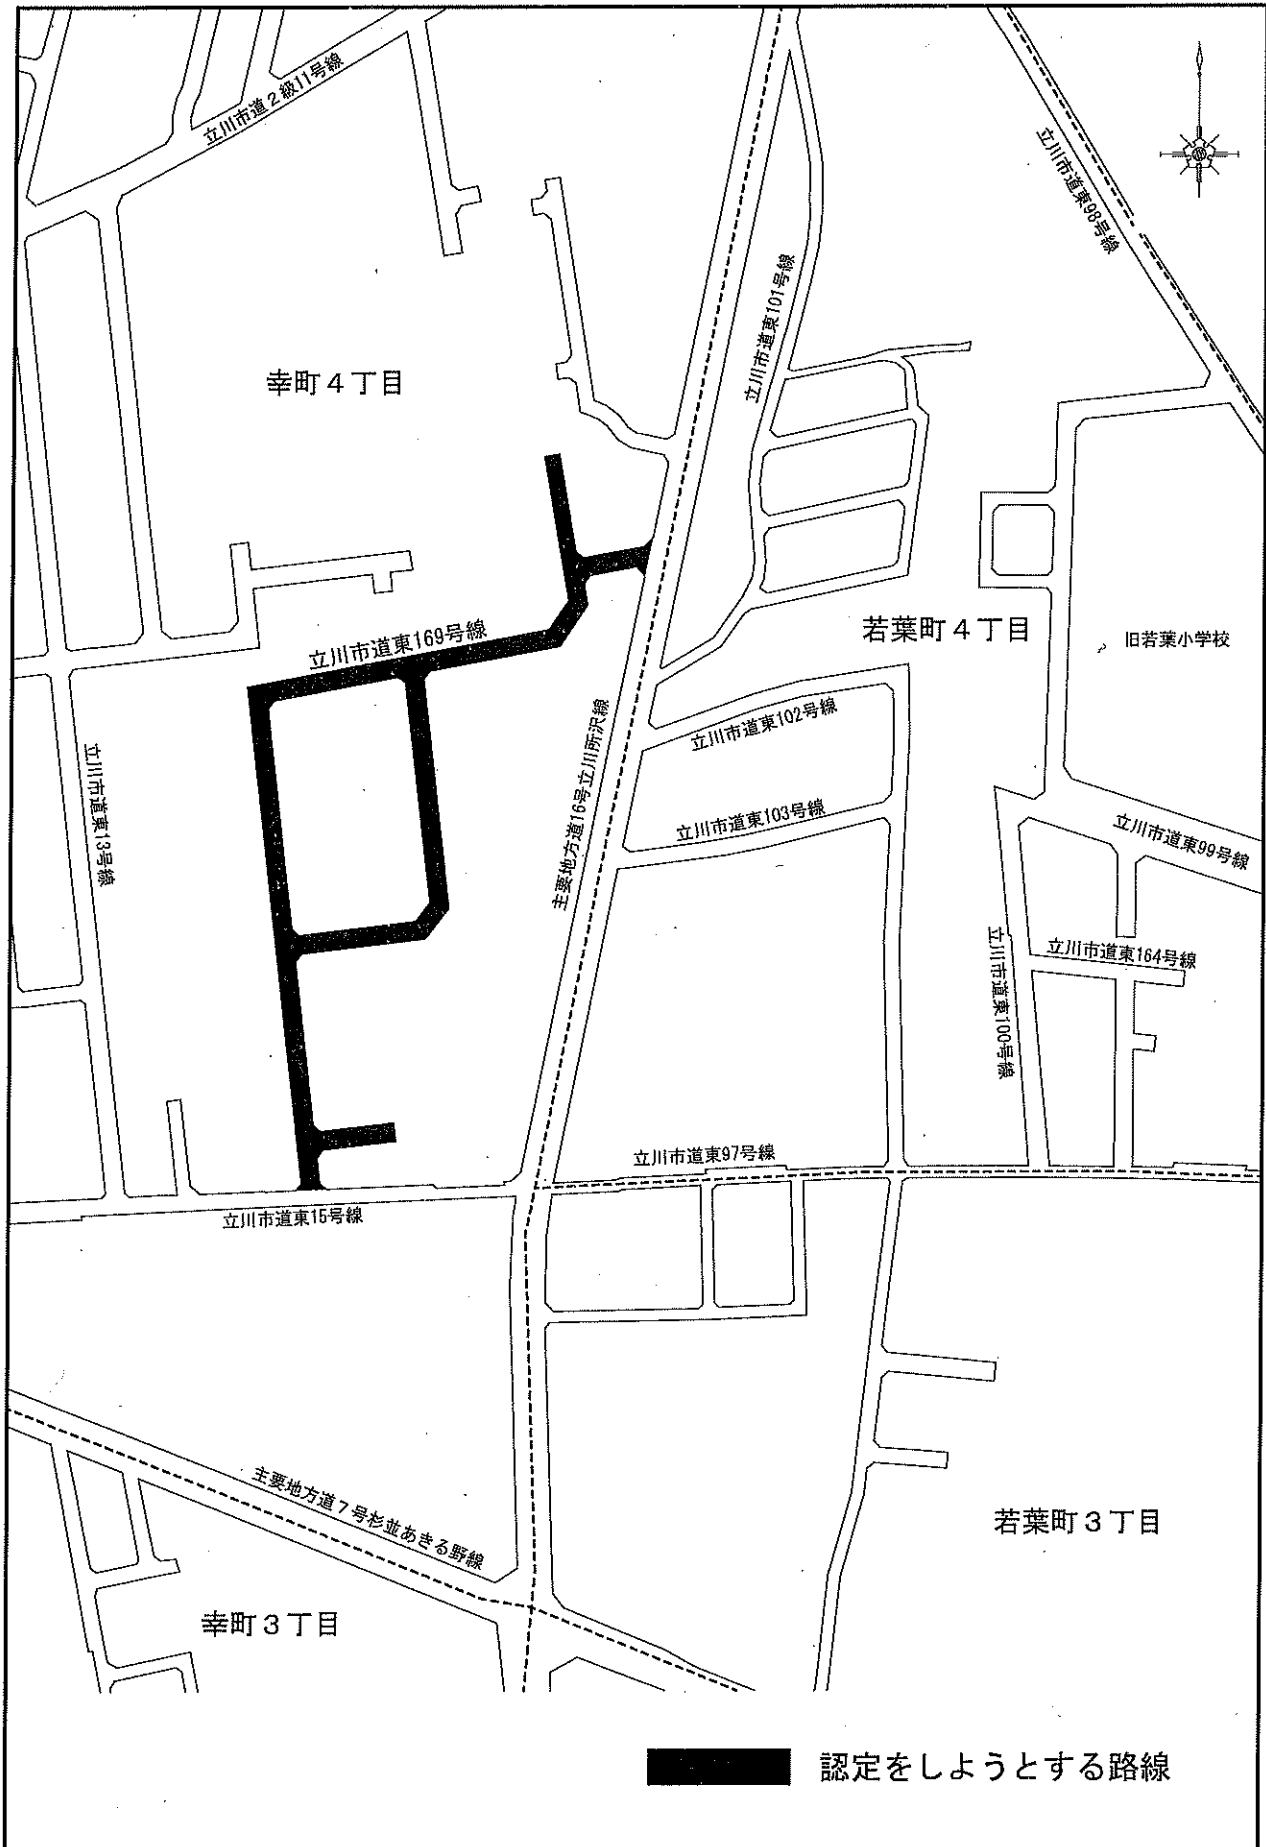 立川市道２級11号線
立川市道東98号線
立川市道東101号線
幸町４丁目
若葉町４丁目
旧若葉小学校
立川市道東169号線
主要地方道16号立川所沢線
立川市道東102号線
立川市道東13号線
立川市道東103号線
立川市道東99号線
立川市道東100号線
立川市道東164号線
立川市道東97号線
立川市道東15号線
主要地方道７号杉並あきる野線
若葉町３丁目
幸町３丁目
認定をしようとする路線